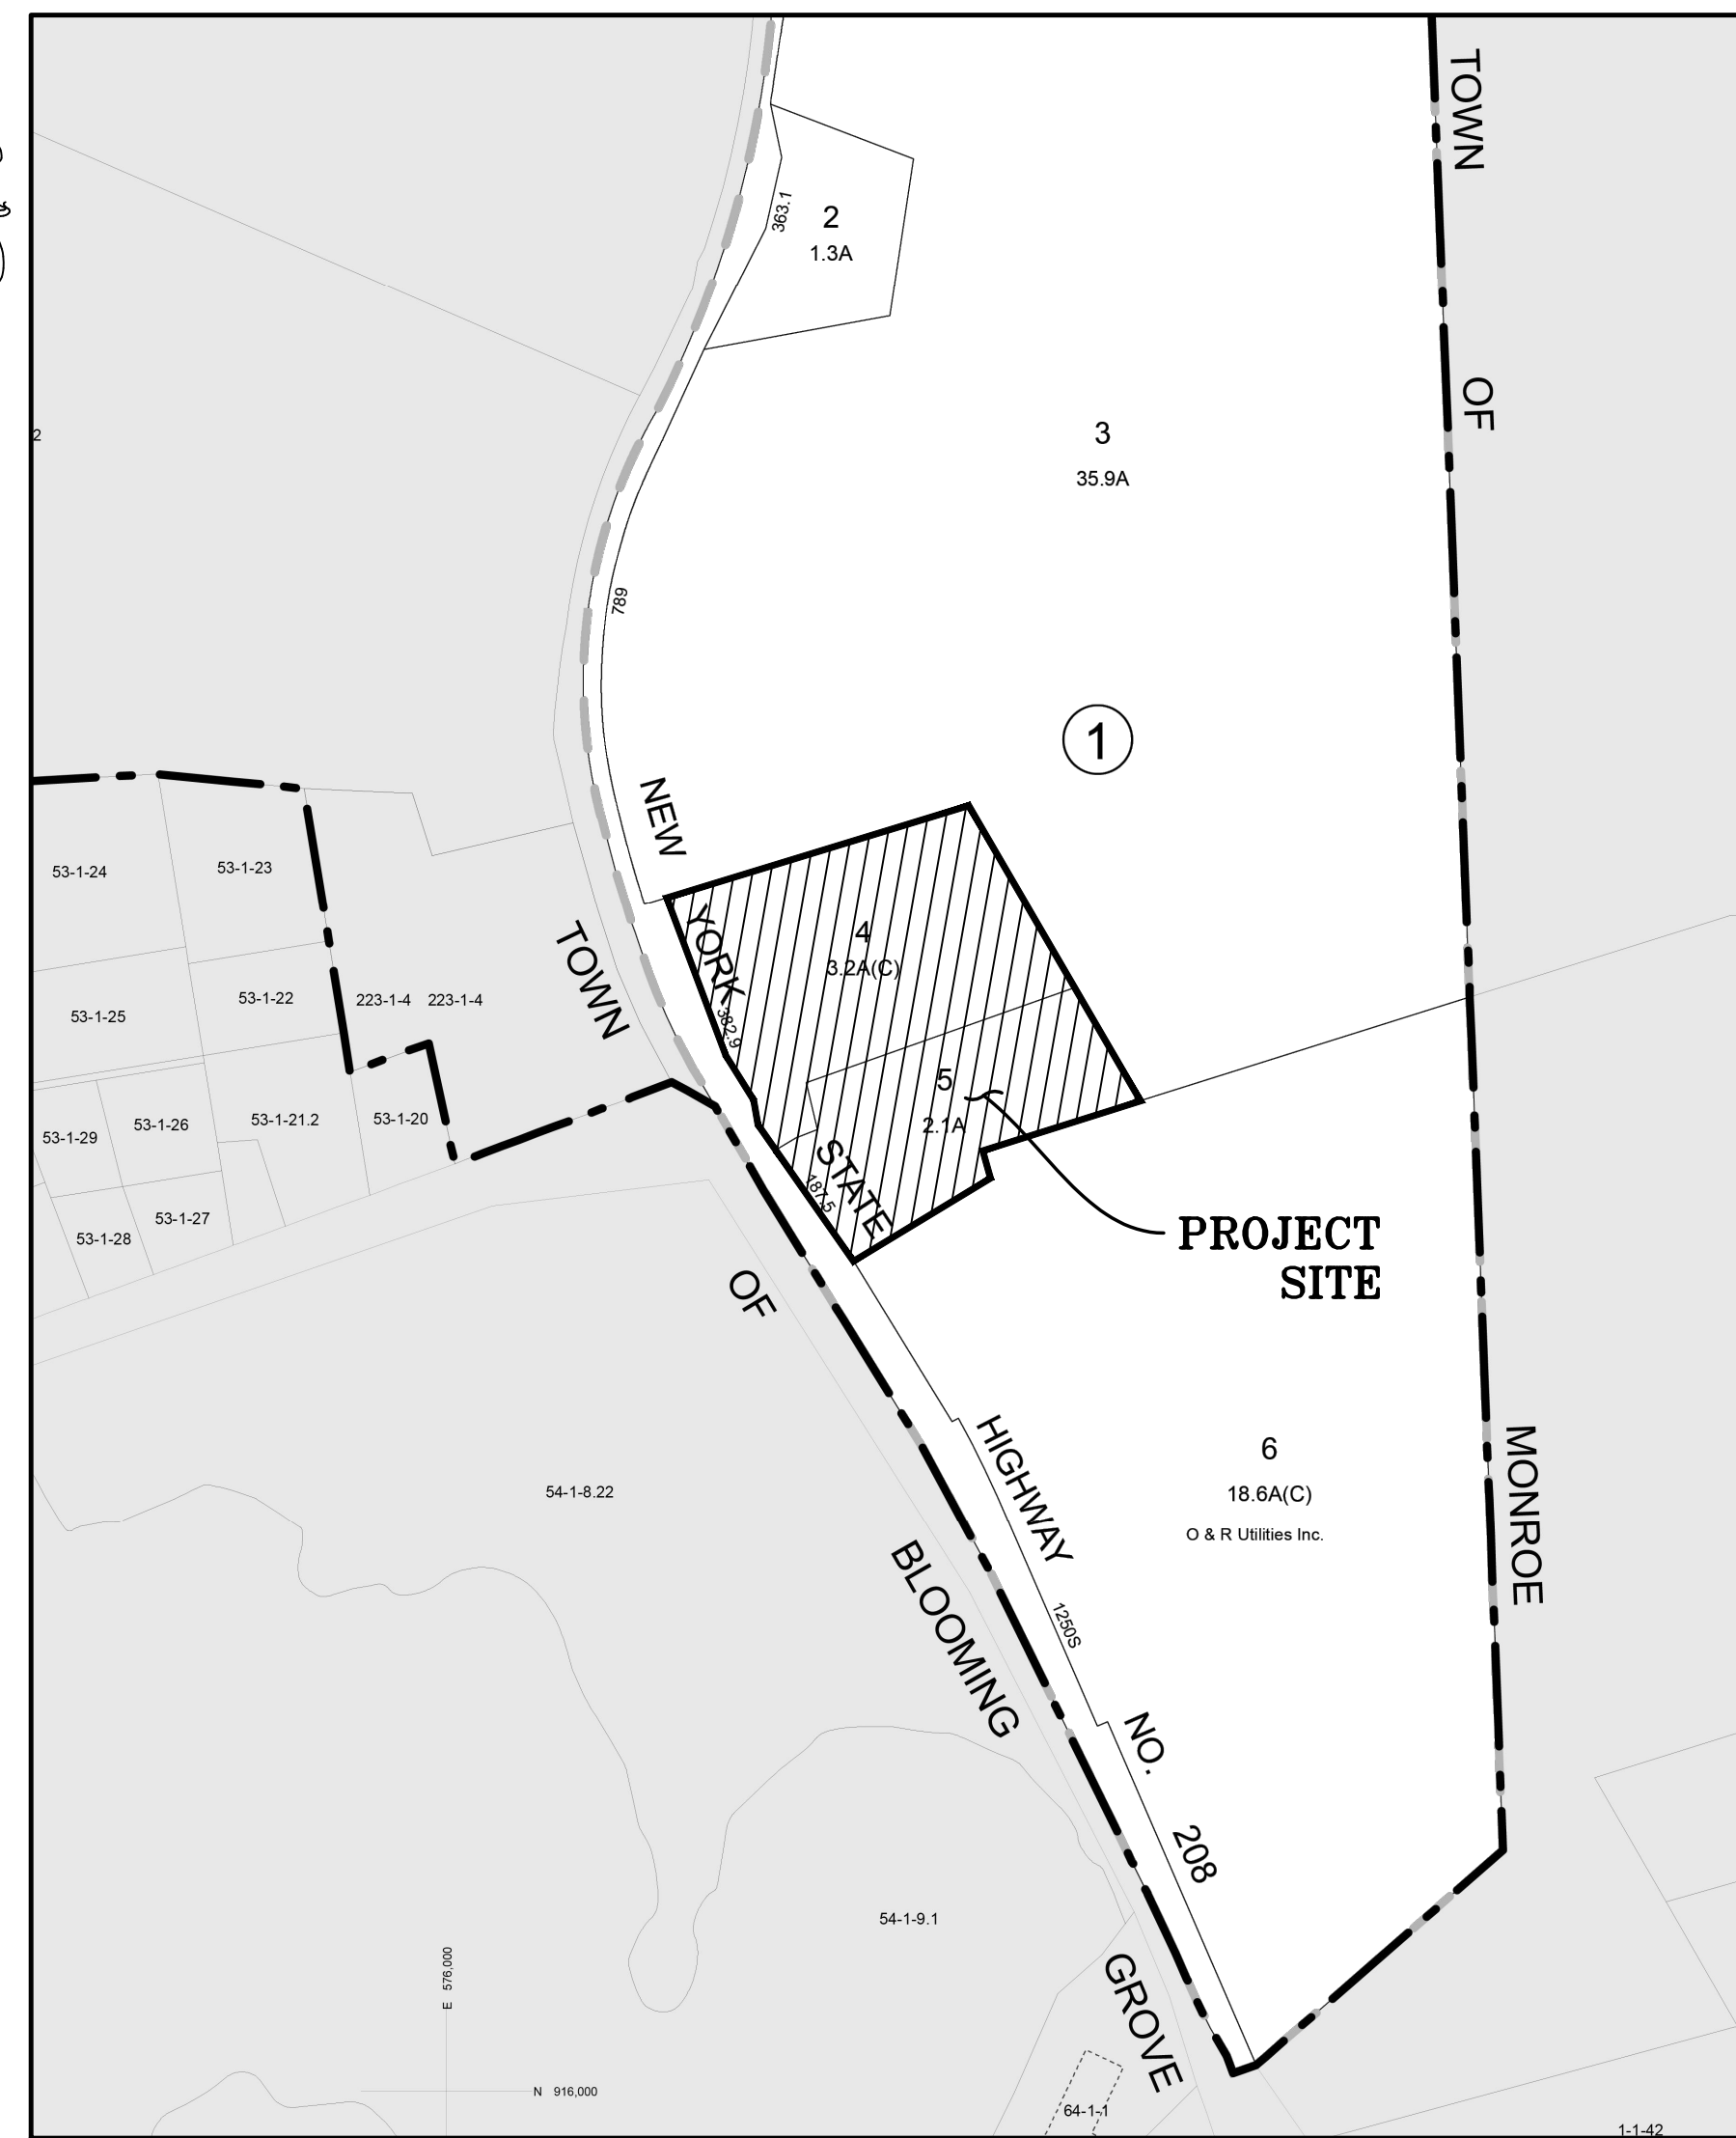 TOWN
OF
MONROE
363.1
2
1.3A
3
35.9A
2
789
1
NEW
YORK
STATE
HIGHWAY
NO.
208
53-1-24
53-1-23
4
3.2A(C)
382.9
TOWN
OF
BLOOMING
GROVE
53-1-25
53-1-22
223-1-4
223-1-4
5
2.1A
53-1-29
53-1-26
53-1-21.2
53-1-20
187.5
53-1-28
53-1-27
PROJECT
SITE
6
18.6A(C)
O & R Utilities Inc.
54-1-8.22
1250S
54-1-9.1
E 576,000
N 916,000
64-1-1
1-1-42